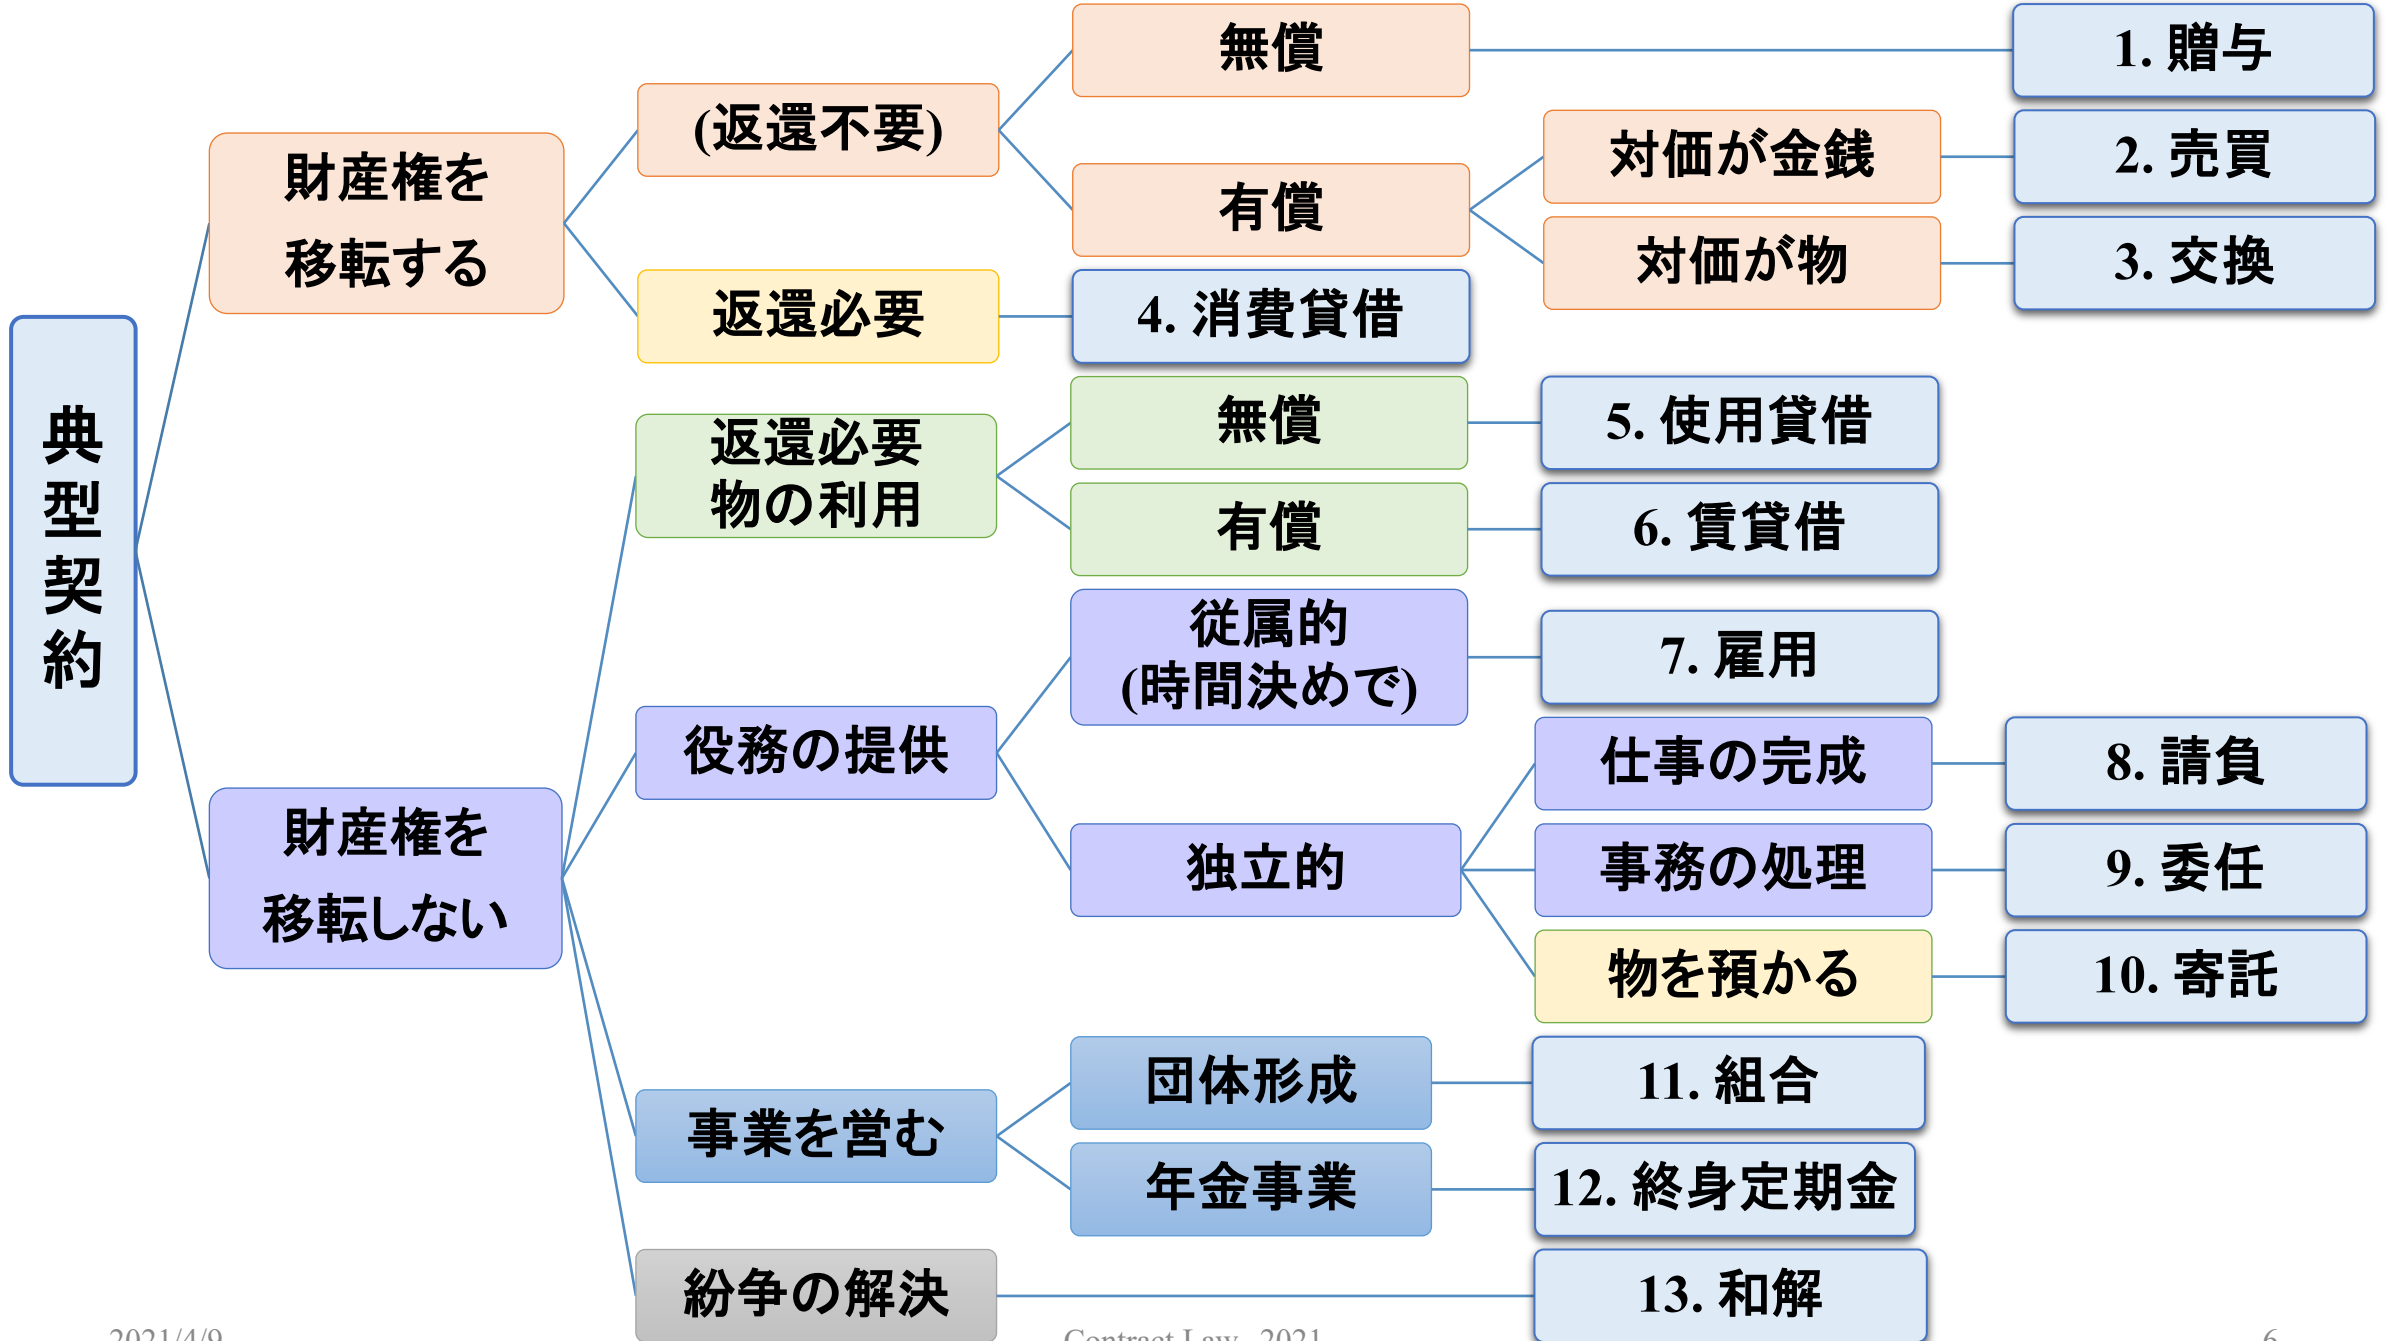 典型契約
財産権を
移転する
(返還不要)
無償
1. 贈与
有償
対価が金銭
2. 売買
対価が物
3. 交換
返還必要
4. 消費貸借
財産権を
移転しない
返還必要
物の利用
無償
5. 使用貸借
有償
6. 賃貸借
役務の提供
従属的
(時間決めで)
7. 雇用
独立的
仕事の完成
8. 請負
事務の処理
9. 委任
物を預かる
10. 寄託
事業を営む
団体形成
11. 組合
年金事業
12. 終身定期金
紛争の解決
13. 和解
2021/4/9
Contract Law_2021
6